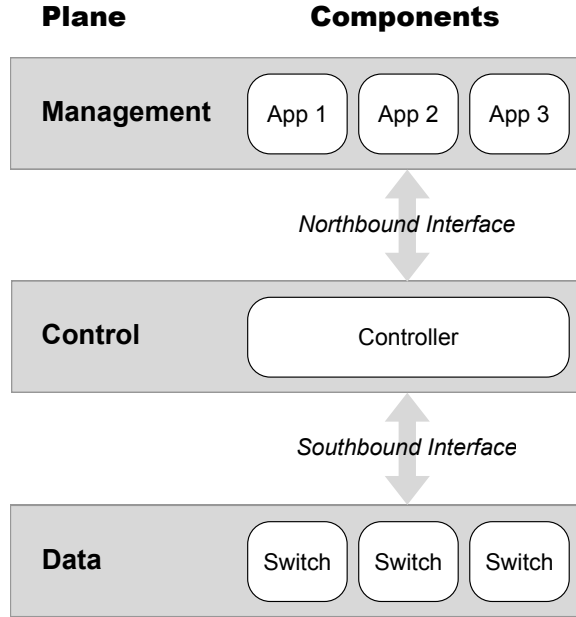 Plane Components
Management App 1 App 2 App 3
Northbound Interface
Control Controller
Southbound Interface
Data Switch Switch Switch